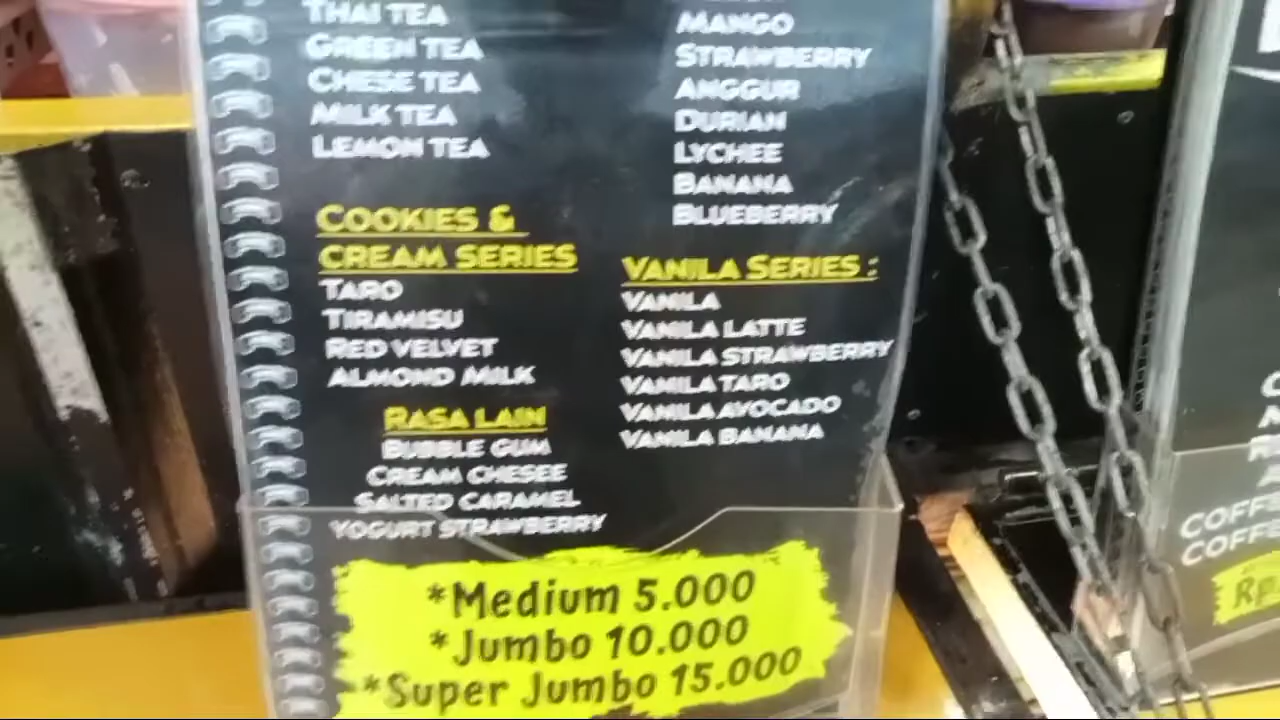 THAI TEA
GREEN TEA
CHESE TEA
MILK TEA
LEMON TEA
COOKIES &
CREAM SERIES
TARO
TIRAMISU
RED VELVET
ALMOND MILK
RASA LAIN
BUBBLE GUM
CREAM CHESEE
SALTED CARAMEL
YOGURT STRAWBERRY
MANGO
STRAWBERRY
ANGGUR
DURIAN
LYCHEE
BANANA
BLUEBERRY
VANILA SERIES :
VANILA
VANILA LATTE
VANILA STRAWBERRY
VANILA TARO
VANILA AVOCADO
VANILA BANANA
*Medium 5.000
*Jumbo 10.000
*Super Jumbo 15.000
Rp